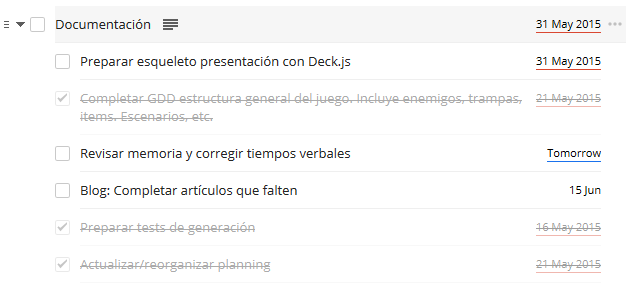 Documentación 31 May 2015
Preparar esqueleto presentación con Deck.js 31 May 2015
Completar GDD estructura general del juego. Incluye enemigos, trampas, 21 May 2015
items. Escenarios, etc.
Revisar memoria y corregir tiempos verbales Tomorrow
Blog: Completar artículos que falten 15 Jun
Preparar tests de generación 16 May 2015
Actualizar/reorganizar planning 21 May 2015